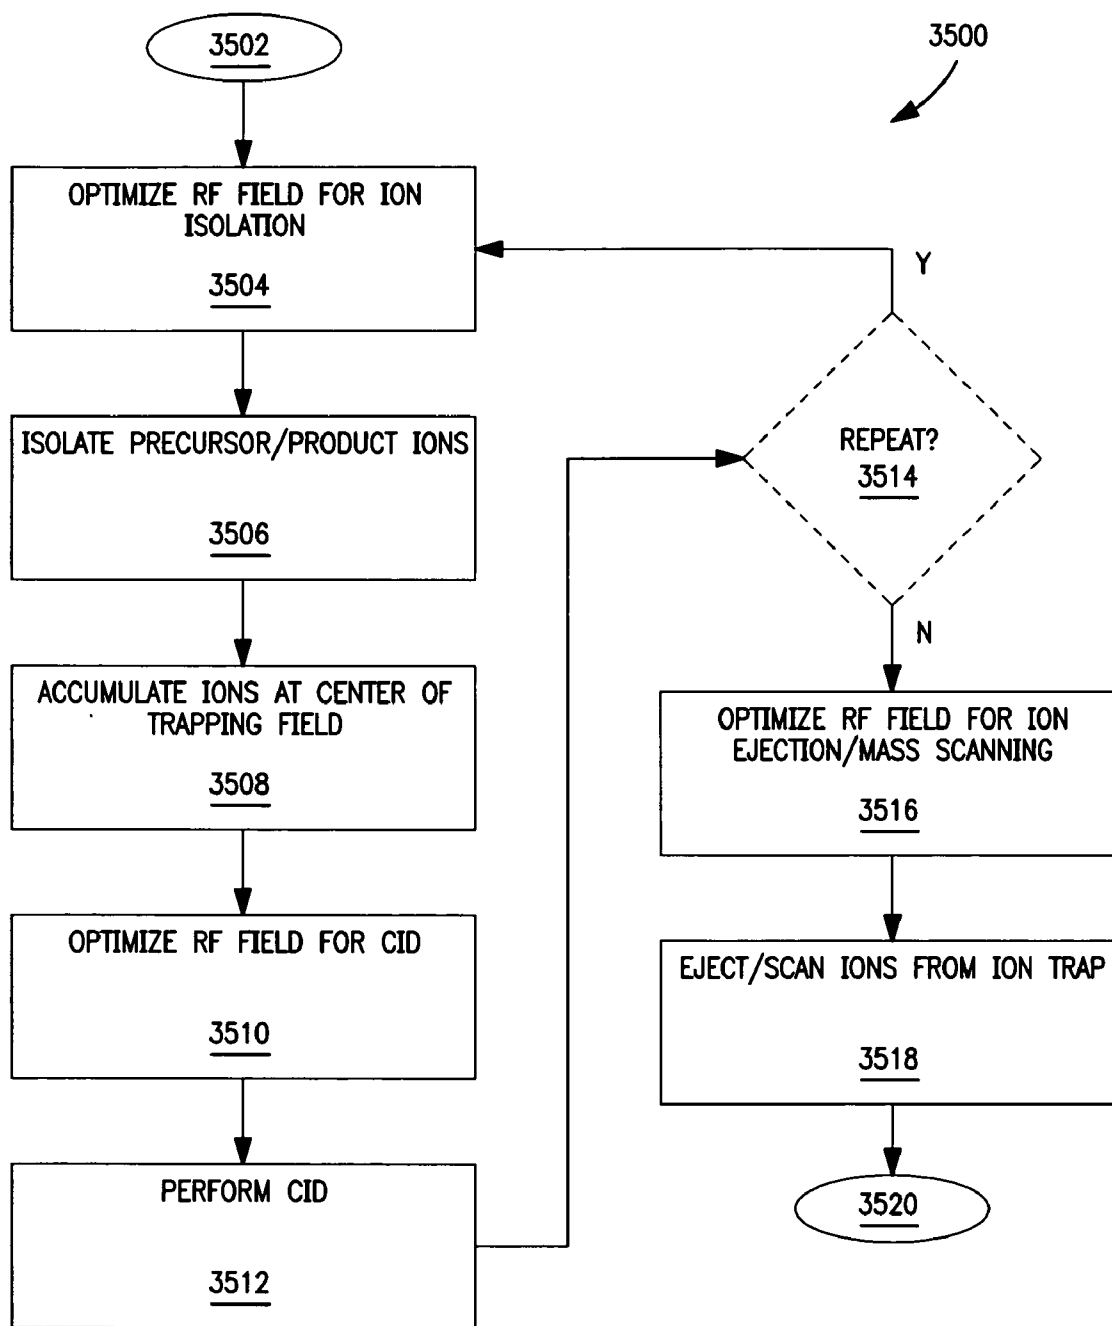 3502
3500
OPTIMIZE RF FIELD FOR ION
ISOLATION
3504
ISOLATE PRECURSOR/PRODUCT IONS
3506
ACCUMULATE IONS AT CENTER OF
TRAPPING FIELD
3508
OPTIMIZE RF FIELD FOR CID
3510
PERFORM CID
3512
Y
REPEAT?
3514
N
OPTIMIZE RF FIELD FOR ION
EJECTION/MASS SCANNING
3516
EJECT/SCAN IONS FROM ION TRAP
3518
3520